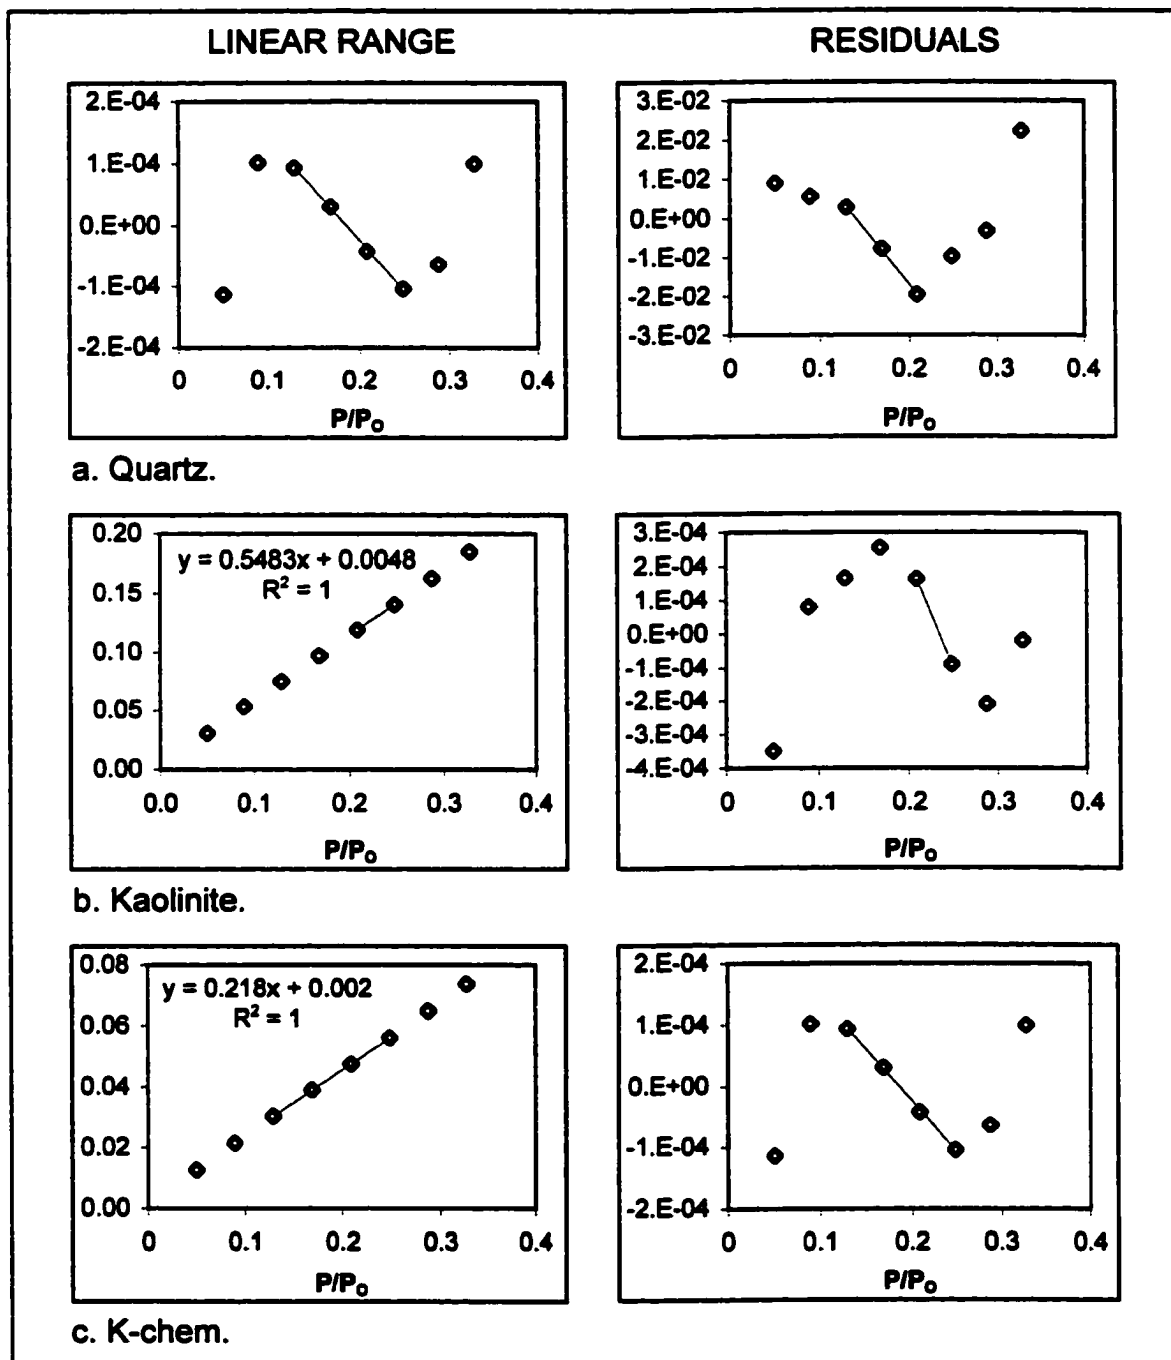 LINEAR RANGE
RESIDUALS
2.E-04
1.E-04
0.E+00
-1.E-04
-2.E-04
0 0.1 0.2 0.3 0.4
P/Po
3.E-02
2.E-02
1.E-02
0.E+00
-1.E-02
-2.E-02
-3.E-02
0 0.1 0.2 0.3 0.4
P/Po
a. Quartz.
0.20
y = 0.5483x + 0.0048
R² = 1
0.15
0.10
0.05
0.00
0.0 0.1 0.2 0.3 0.4
P/Po
3.E-04
2.E-04
1.E-04
0.E+00
-1.E-04
-2.E-04
-3.E-04
-4.E-04
0 0.1 0.2 0.3 0.4
P/Po
b. Kaolinite.
0.08
y = 0.218x + 0.002
R² = 1
0.06
0.04
0.02
0.00
0 0.1 0.2 0.3 0.4
P/Po
2.E-04
1.E-04
0.E+00
-1.E-04
-2.E-04
0 0.1 0.2 0.3 0.4
P/Po
c. K-chem.